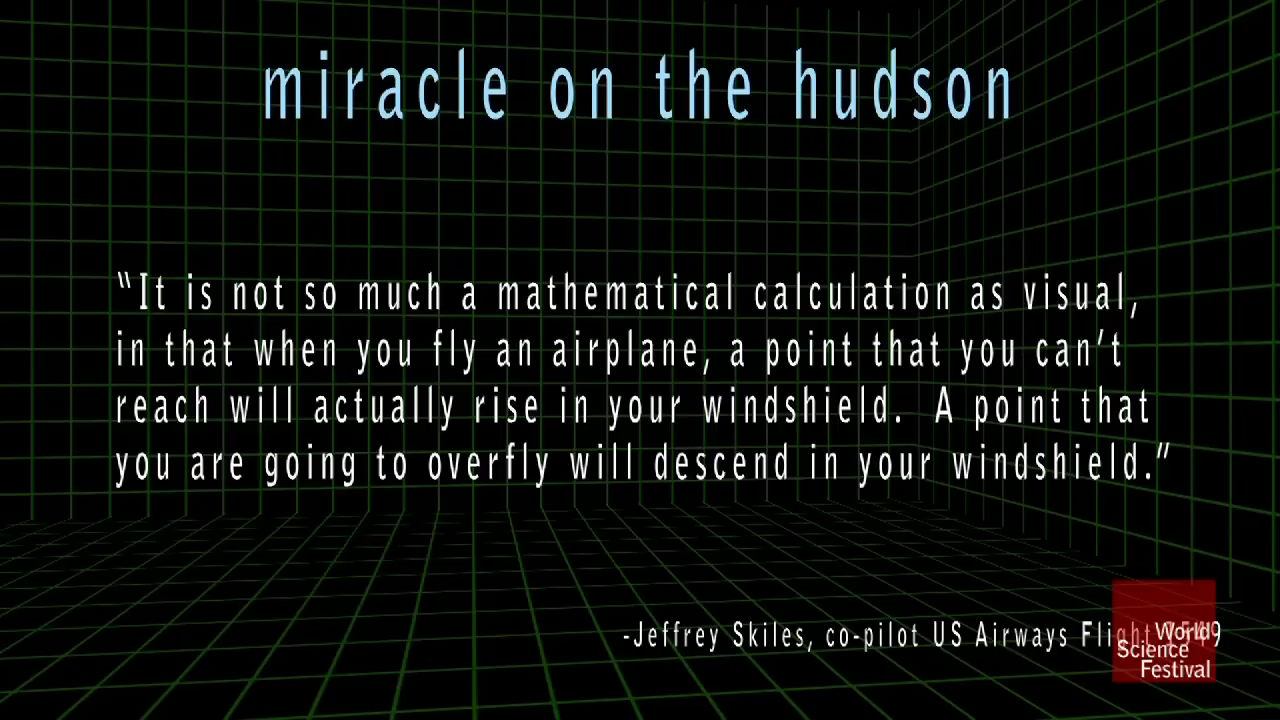 miracle on the hudson
“It is not so much a mathematical calculation as visual,
in that when you fly an airplane, a point that you can’t
reach will actually rise in your windshield. A point that
you are going to overfly will descend in your windshield.”
-Jeffrey Skiles, co-pilot US Airways Flight
World
Science
Festival